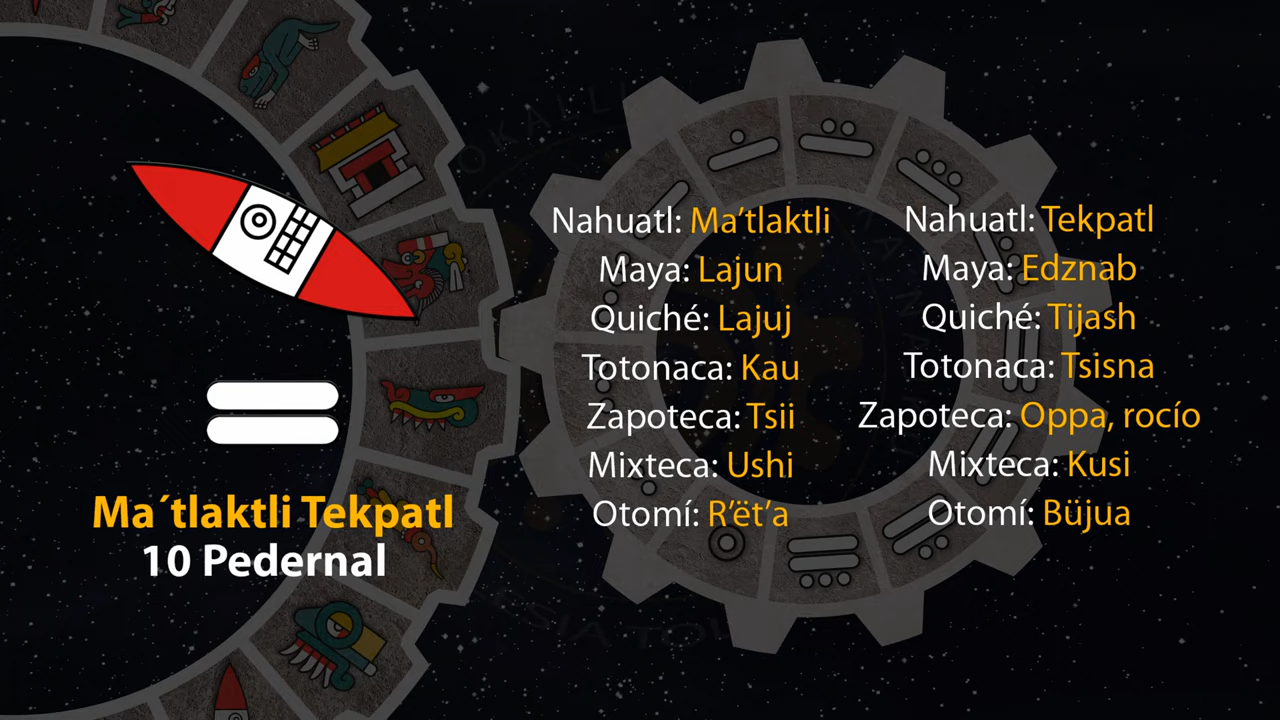 Nahuatl: Ma’tlaktli
Maya: Lajun
Quiché: Lajuj
Totonaca: Kau
Zapoteca: Tsii
Mixteca: Ushi
Otomí: R’ët’a
Nahuatl: Tekpatl
Maya: Edznab
Quiché: Tijash
Totonaca: Tsisna
Zapoteca: Oppa, rocío
Mixteca: Kusi
Otomí: Büjua
Ma´tlaktli Tekpatl
10 Pedernal